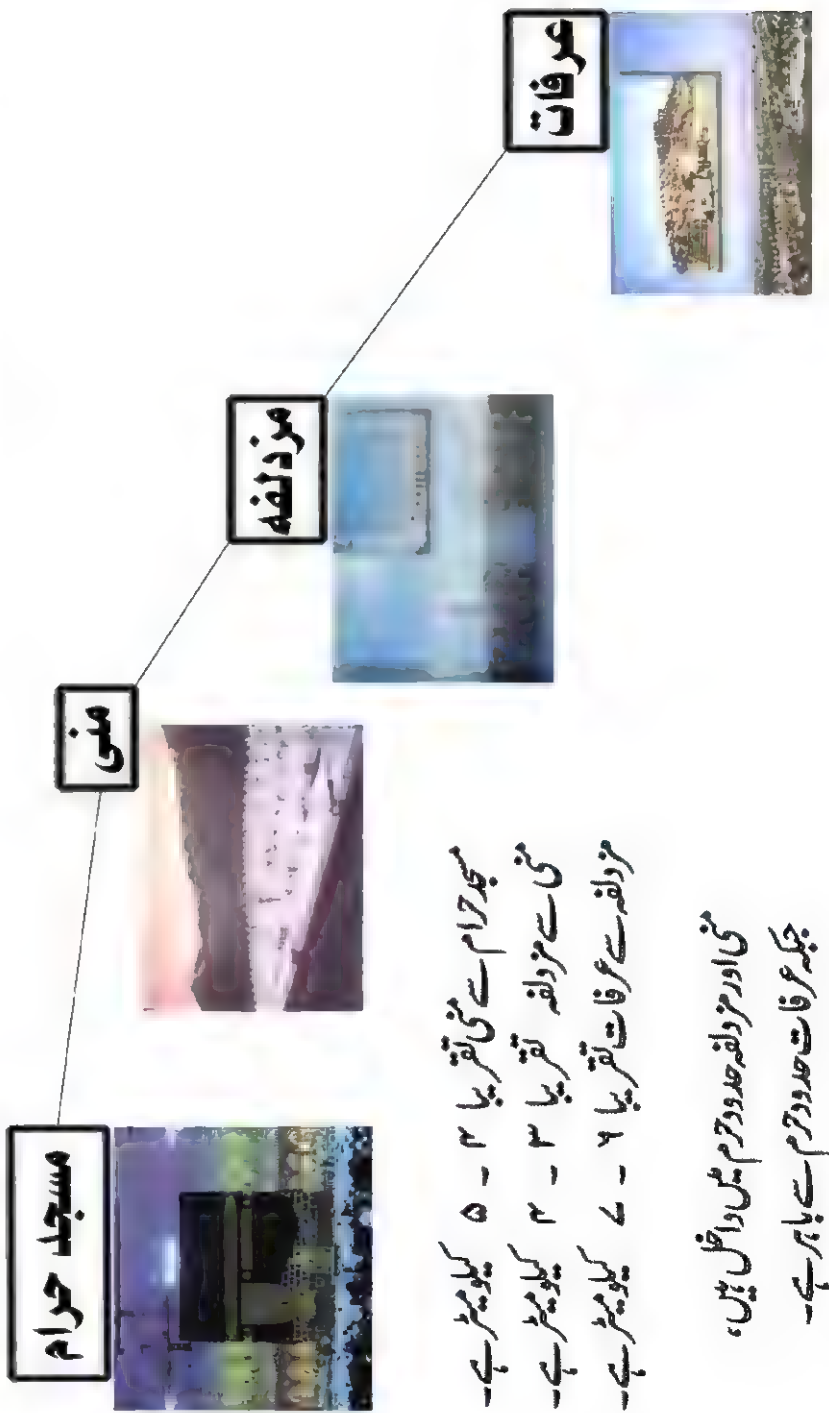 مسجد حرام
منی
مزدلفه
عرفات
مسجد حرام سے منیٰ تقریبا ۴ ۔ ۵ کیلومیٹر ہے۔
منیٰ سے مزدلفہ تقریبا ۳ ۔ ۴ کیلومیٹر ہے۔
مزدلفہ سے عرفات تقریبا ۶ ۔ ۷ کیلومیٹر ہے۔
منیٰ اور مزدلفہ حدود حرم میں داخل ہیں،
جبکہ عرفات حدود حرم سے باہر ہے۔